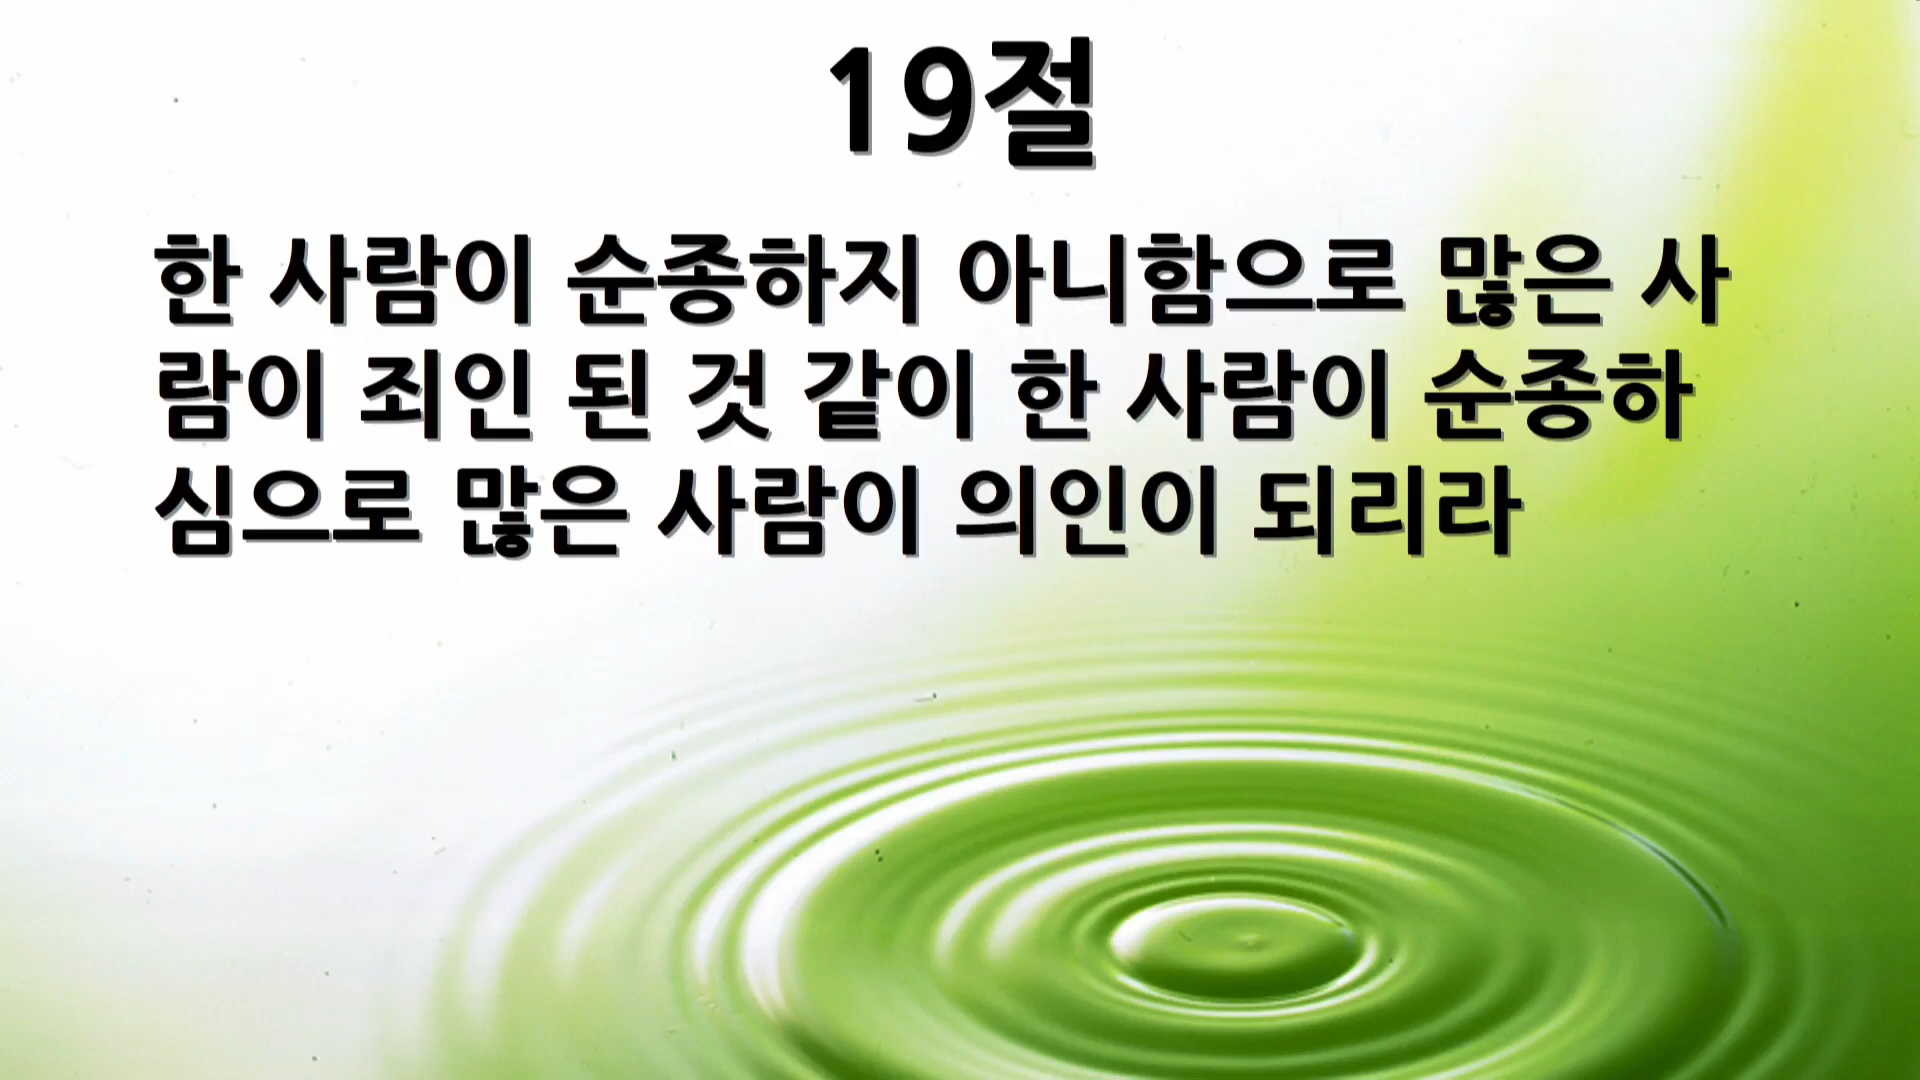 19절
한 사람이 순종하지 아니함으로 많은 사
람이 죄인 된 것 같이 한 사람이 순종하
심으로 많은 사람이 의인이 되리라